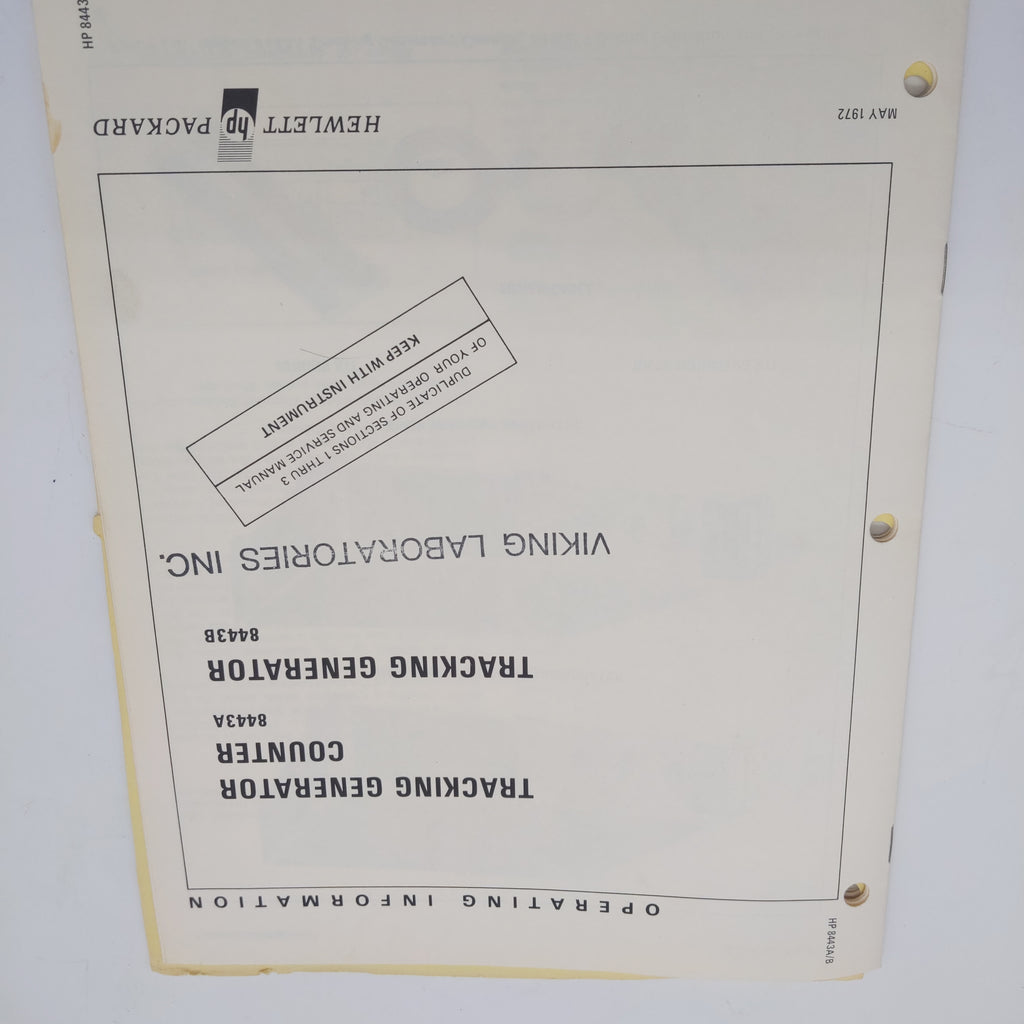 HP 8443A/B
OPERATING INFORMATION
TRACKING GENERATOR
COUNTER
8443A
TRACKING GENERATOR
8443B
VIKING LABORATORIES INC.
DUPLICATE OF SECTIONS 1 THRU 3
OF YOUR OPERATING AND SERVICE MANUAL
KEEP WITH INSTRUMENT
MAY 1972
HEWLETT hp PACKARD
HP 8443